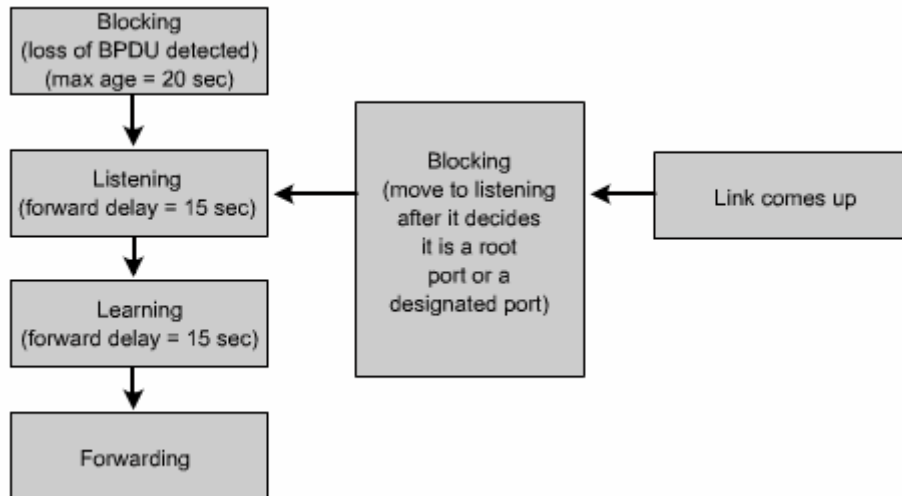 Blocking
(loss of BPDU detected)
(max age = 20 sec)
Listening
(forward delay = 15 sec)
Learning
(forward delay = 15 sec)
Forwarding
Blocking
(move to listening
after it decides
it is a root
port or a
designated port)
Link comes up